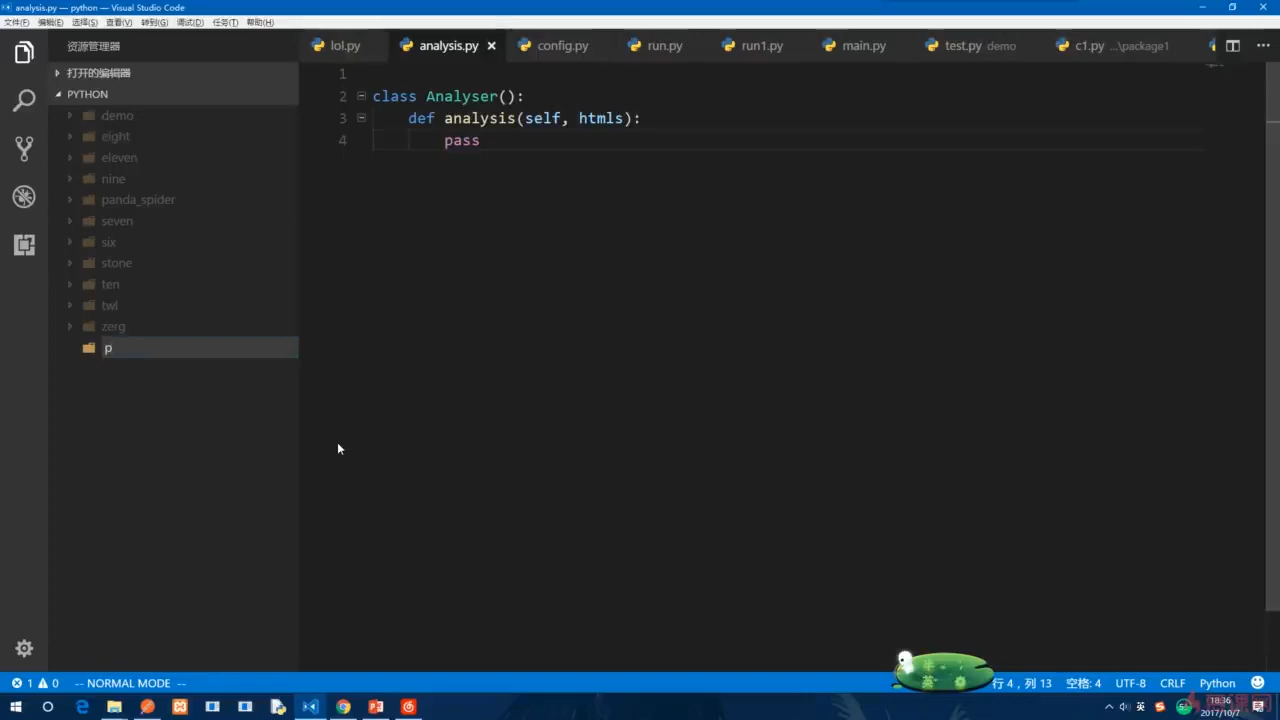 analysis.py — python — Visual Studio Code
文件(F) 编辑(E) 选择(S) 查看(V) 转到(G) 调试(D) 任务(T) 帮助(H)
资源管理器
打开的编辑器
PYTHON
demo
eight
eleven
nine
panda_spider
seven
six
stone
ten
twl
zerg
p
lol.py analysis.py config.py run.py run1.py main.py test.py demo c1.py ...\package1
1
2 class Analyser():
3 def analysis(self, htmls):
4 pass
1 0 -- NORMAL MODE --
行 4，列 13 空格: 4 UTF-8 CRLF Python
英
18:36
2017/10/7